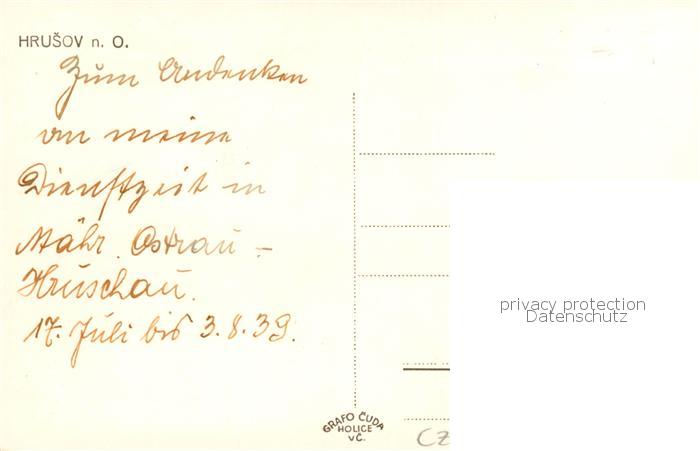 HRUŠOV n. O.
Zum Andenken
an meine
Dienstzeit in
Mähr. Ostrau-
Hruschau.
17. Juli bis 3.8.39.
privacy protection
Datenschutz
GRAFO ČUDA
HOLICE
VČ.
CZ